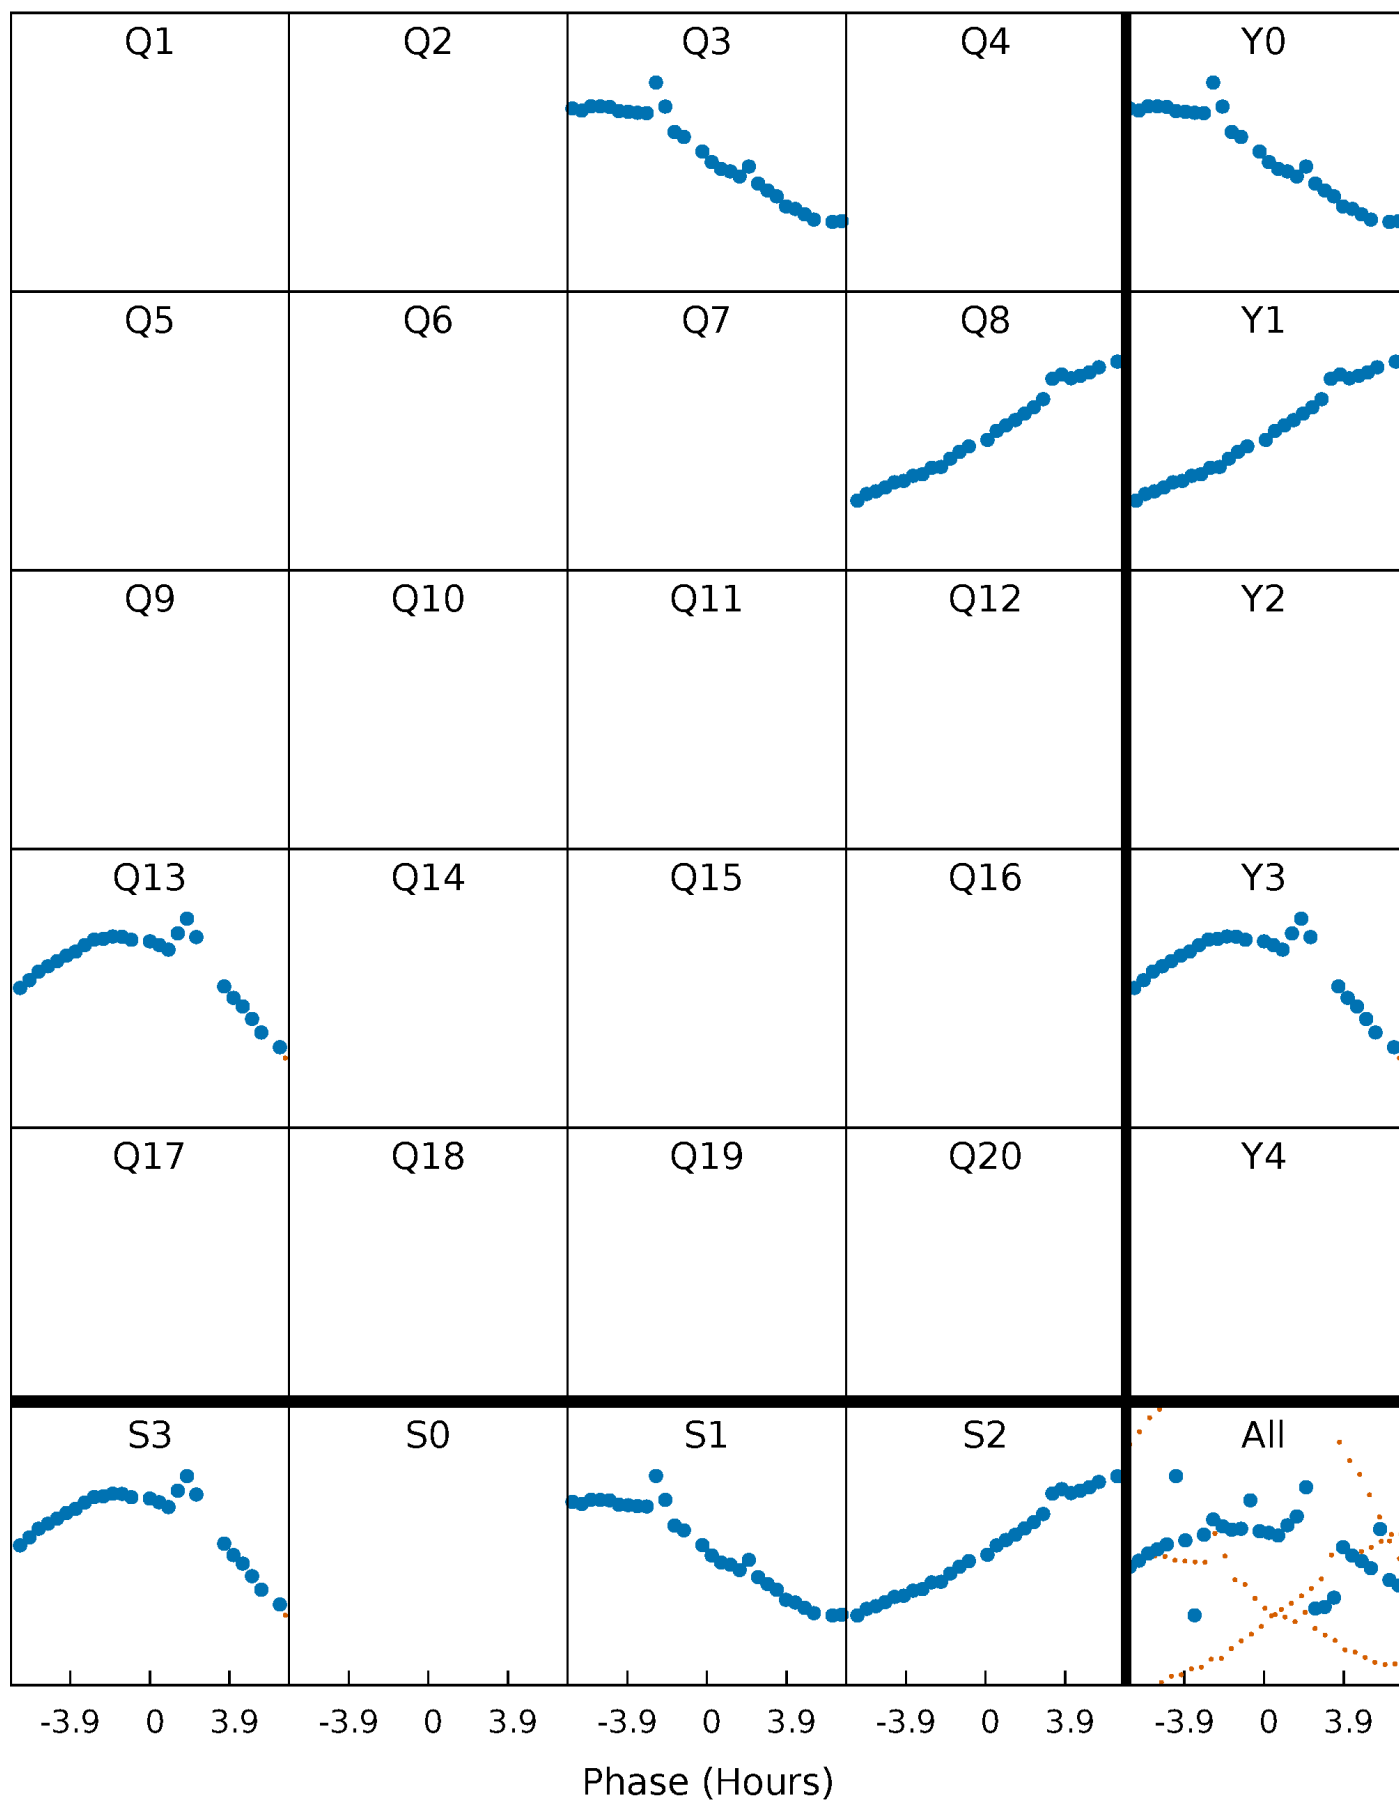 Q1 Q2 Q3 Q4 Y0
Q5 Q6 Q7 Q8 Y1
Q9 Q10 Q11 Q12 Y2
Q13 Q14 Q15 Q16 Y3
Q17 Q18 Q19 Q20 Y4
S3 S0 S1 S2 All
-3.9 0 3.9 -3.9 0 3.9 -3.9 0 3.9 -3.9 0 3.9 -3.9 0 3.9
Phase (Hours)